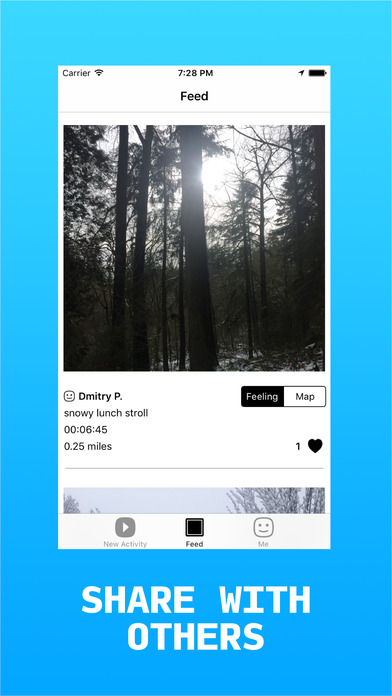 Carrier 7:28 PM
Feed
Dmitry P.
Feeling Map
snowy lunch stroll
00:06:45
0.25 miles
1
New Activity Feed Me
SHARE WITH
OTHERS